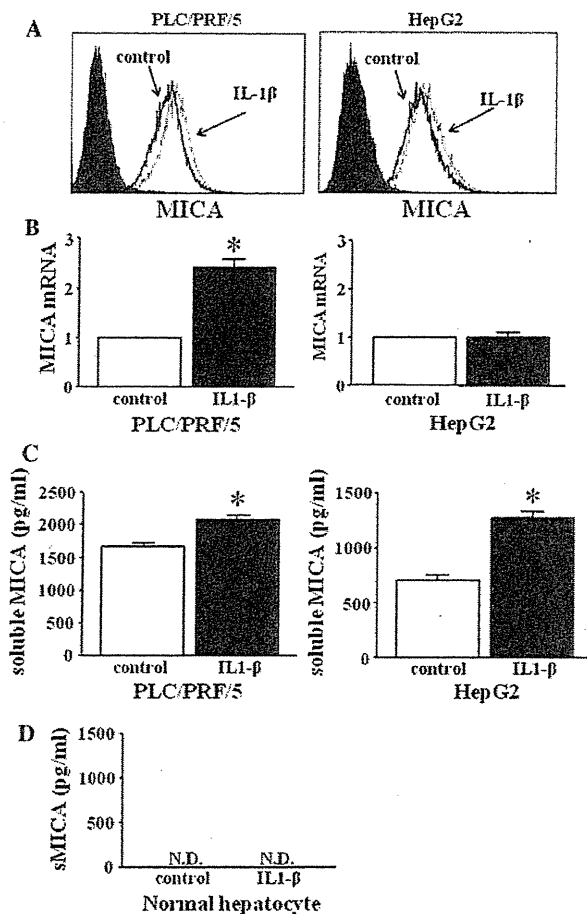 A
PLC/PRF/5
HepG2
control
IL-1β
control
IL-1β
MICA
MICA
B
MICA mRNA
3
2
1
0
control
IL1-β
PLC/PRF/5
MICA mRNA
3
2
1
0
control
IL1-β
HepG2
*
C
soluble MICA (pg/ml)
2500
2000
1500
1000
500
0
control
IL1-β
PLC/PRF/5
*
soluble MICA (pg/ml)
1500
1000
500
0
control
IL1-β
HepG2
*
D
sMICA (pg/ml)
1500
1000
500
0
N.D.
N.D.
control
IL1-β
Normal hepatocyte